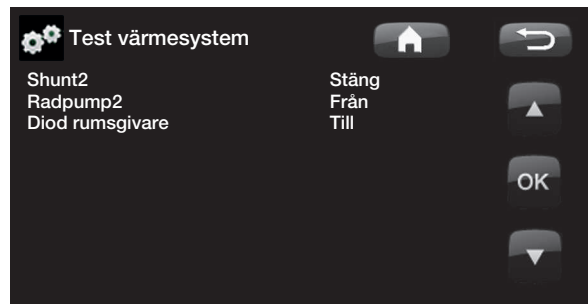 Test värmesystem
Shunt2 Stäng
Radpump2 Från
Diod rumsgivare Till
OK